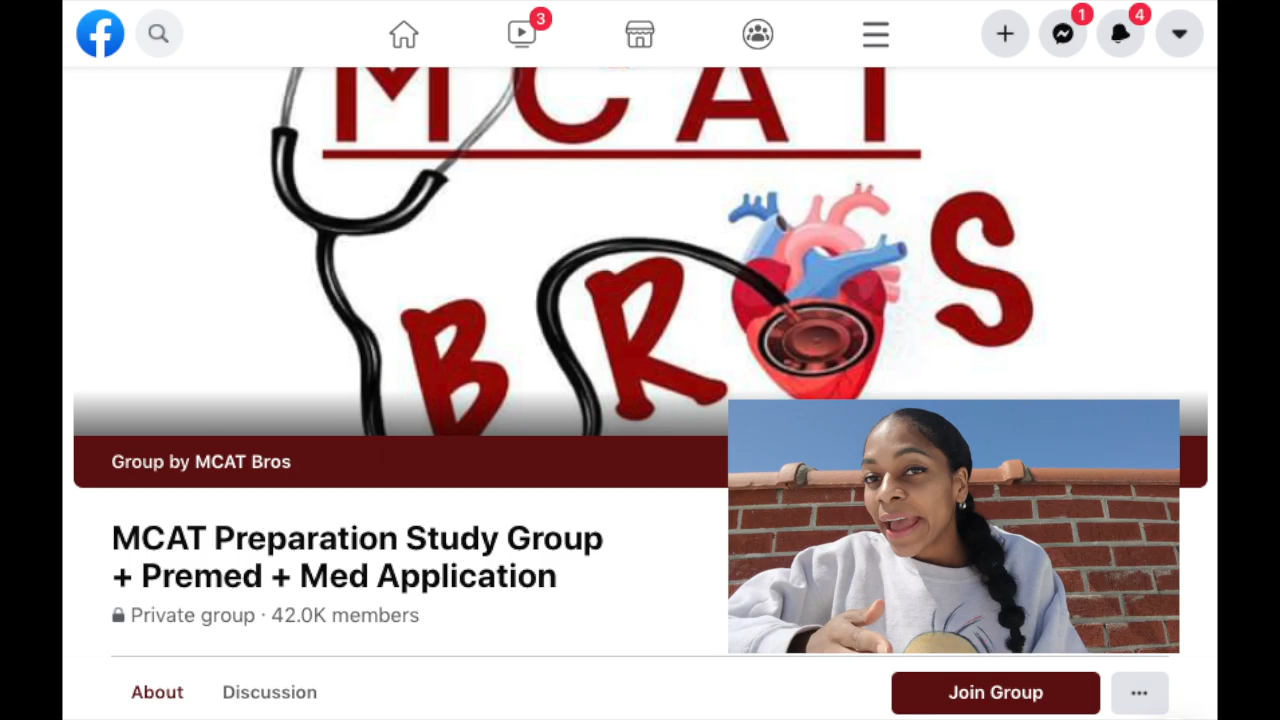 3
1
4
MCAT
BROS
Group by MCAT Bros
MCAT Preparation Study Group
+ Premed + Med Application
Private group · 42.0K members
About
Discussion
Join Group